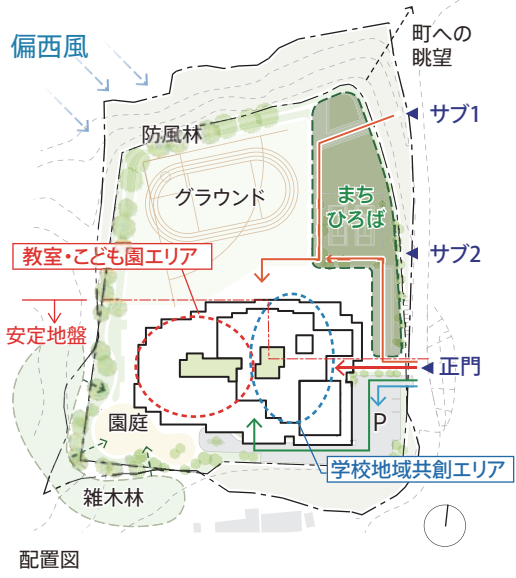 町への
眺望
偏西風
サブ1
防風林
グラウンド
まち
ひろば
サブ2
教室・こども園エリア
安定地盤
正門
園庭
P
学校地域共創エリア
雑木林
配置図